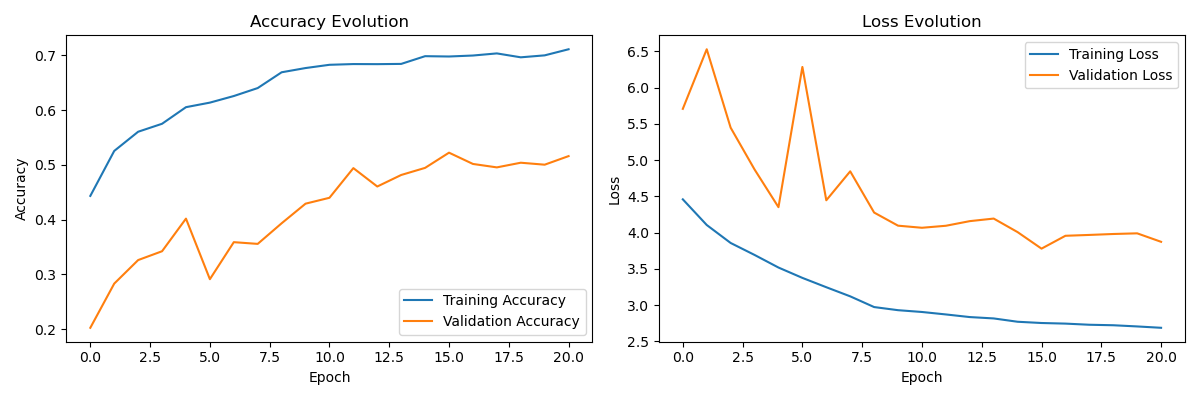 Accuracy Evolution
Accuracy
0.7
0.6
0.5
0.4
0.3
0.2
Training Accuracy
Validation Accuracy
0.0 2.5 5.0 7.5 10.0 12.5 15.0 17.5 20.0
Epoch
Loss Evolution
Loss
6.5
6.0
5.5
5.0
4.5
4.0
3.5
3.0
2.5
Training Loss
Validation Loss
0.0 2.5 5.0 7.5 10.0 12.5 15.0 17.5 20.0
Epoch